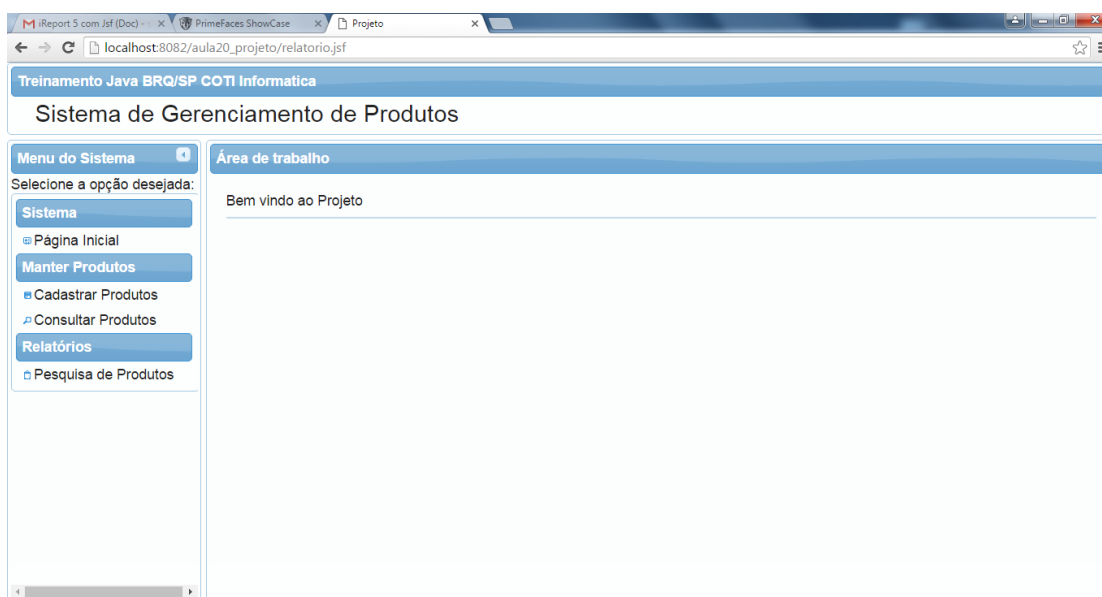 iReport 5 com Jsf (Doc) -
PrimeFaces ShowCase
Projeto
localhost:8082/aula20_projeto/relatorio.jsf
Treinamento Java BRQ/SP COTI Informatica
Sistema de Gerenciamento de Produtos
Menu do Sistema
Selecione a opção desejada:
Sistema
Página Inicial
Manter Produtos
Cadastrar Produtos
Consultar Produtos
Relatórios
Pesquisa de Produtos
Área de trabalho
Bem vindo ao Projeto